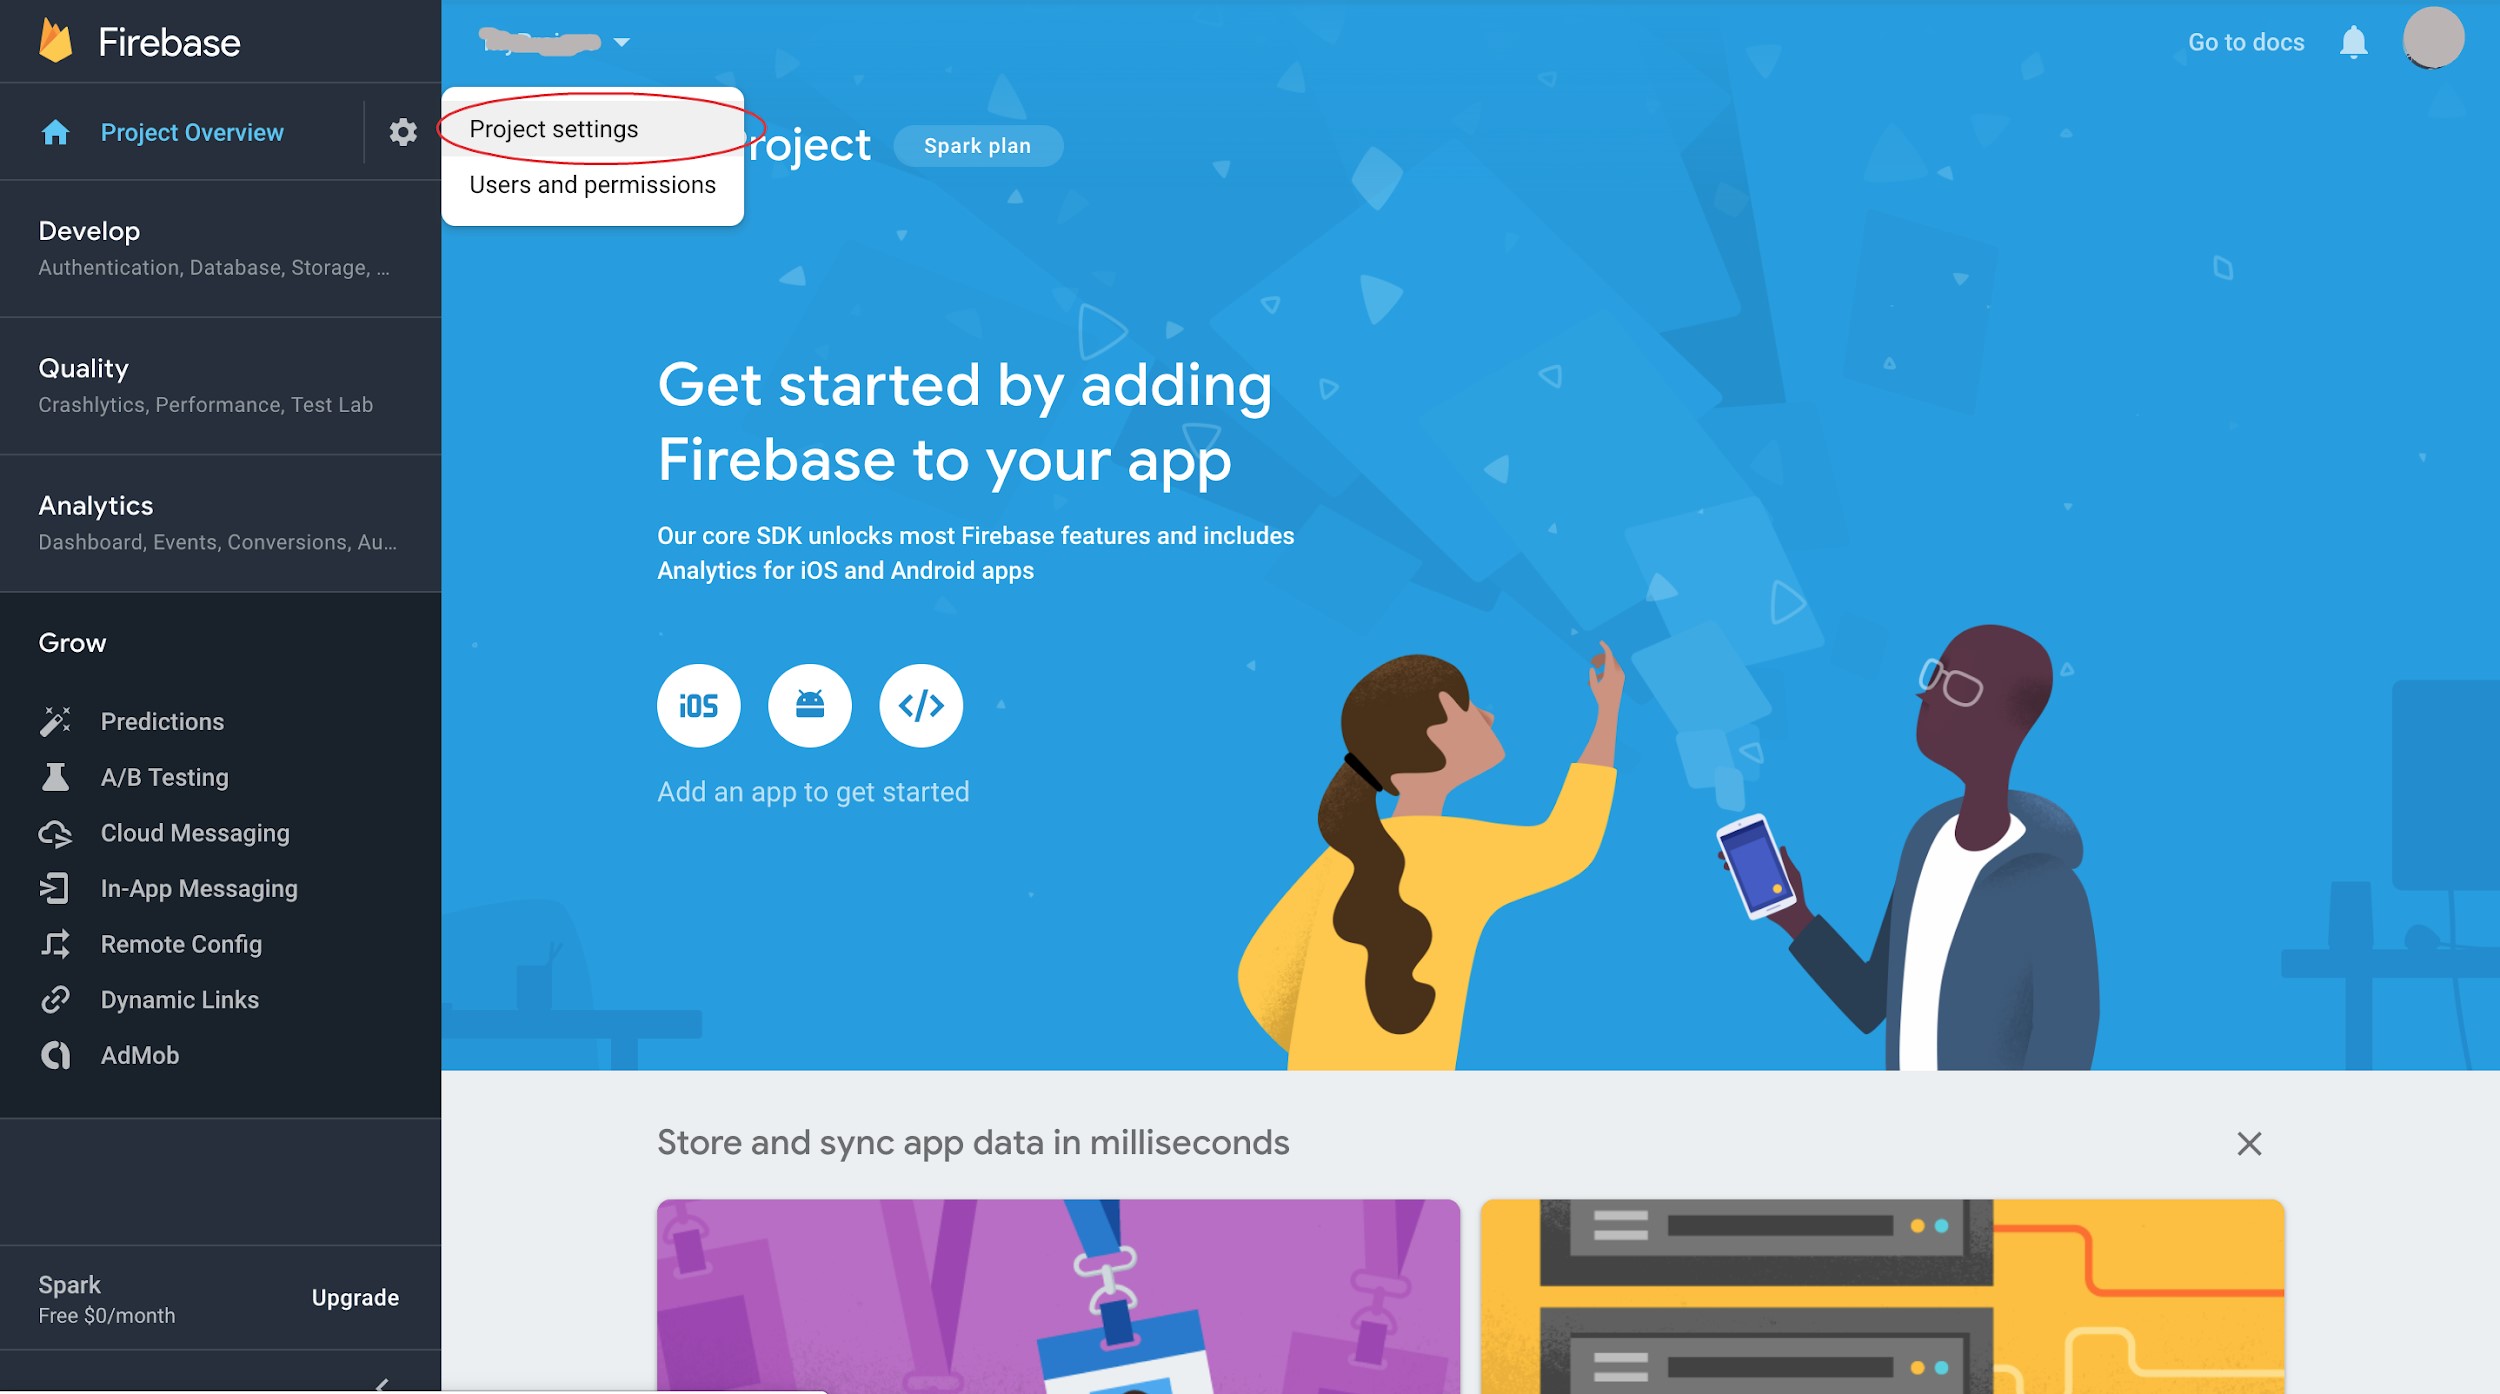 Firebase
Go to docs
Project Overview
Project settings
Users and permissions
roject
Spark plan
Develop
Authentication, Database, Storage, ...
Quality
Crashlytics, Performance, Test Lab
Analytics
Dashboard, Events, Conversions, Au...
Get started by adding
Firebase to your app
Our core SDK unlocks most Firebase features and includes
Analytics for iOS and Android apps
iOS
</>
Add an app to get started
Grow
Predictions
A/B Testing
Cloud Messaging
In-App Messaging
Remote Config
Dynamic Links
AdMob
Store and sync app data in milliseconds
Spark
Free $0/month
Upgrade